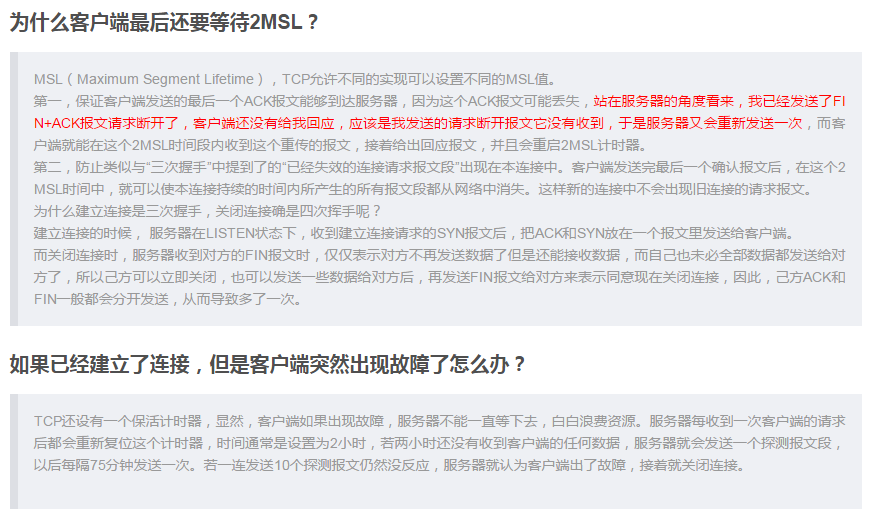 为什么客户端最后还要等待2MSL？
MSL（Maximum Segment Lifetime），TCP允许不同的实现可以设置不同的MSL值。
第一，保证客户端发送的最后一个ACK报文能够到达服务器，因为这个ACK报文可能丢失，站在服务器的角度看来，我已经发送了FI
N+ACK报文请求断开了，客户端还没有给我回应，应该是我发送的请求断开报文它没有收到，于是服务器又会重新发送一次，而客
户端就能在这个2MSL时间段内收到这个重传的报文，接着给出回应报文，并且会重启2MSL计时器。
第二，防止类似与“三次握手”中提到了的“已经失效的连接请求报文段”出现在本连接中。客户端发送完最后一个确认报文后，在这个2
MSL时间中，就可以使本连接持续的时间内所产生的所有报文段都从网络中消失。这样新的连接中不会出现旧连接的请求报文。
为什么建立连接是三次握手，关闭连接确是四次挥手呢？
建立连接的时候， 服务器在LISTEN状态下，收到建立连接请求的SYN报文后，把ACK和SYN放在一个报文里发送给客户端。
而关闭连接时，服务器收到对方的FIN报文时，仅仅表示对方不再发送数据了但是还能接收数据，而自己也未必全部数据都发送给对
方了，所以己方可以立即关闭，也可以发送一些数据给对方后，再发送FIN报文给对方来表示同意现在关闭连接，因此，己方ACK和
FIN一般都会分开发送，从而导致多了一次。
如果已经建立了连接，但是客户端突然出现故障了怎么办？
TCP还设有一个保活计时器，显然，客户端如果出现故障，服务器不能一直等下去，白白浪费资源。服务器每收到一次客户端的请求
后都会重新复位这个计时器，时间通常是设置为2小时，若两小时还没有收到客户端的任何数据，服务器就会发送一个探测报文段，
以后每隔75分钟发送一次。若一连发送10个探测报文仍然没反应，服务器就认为客户端出了故障，接着就关闭连接。